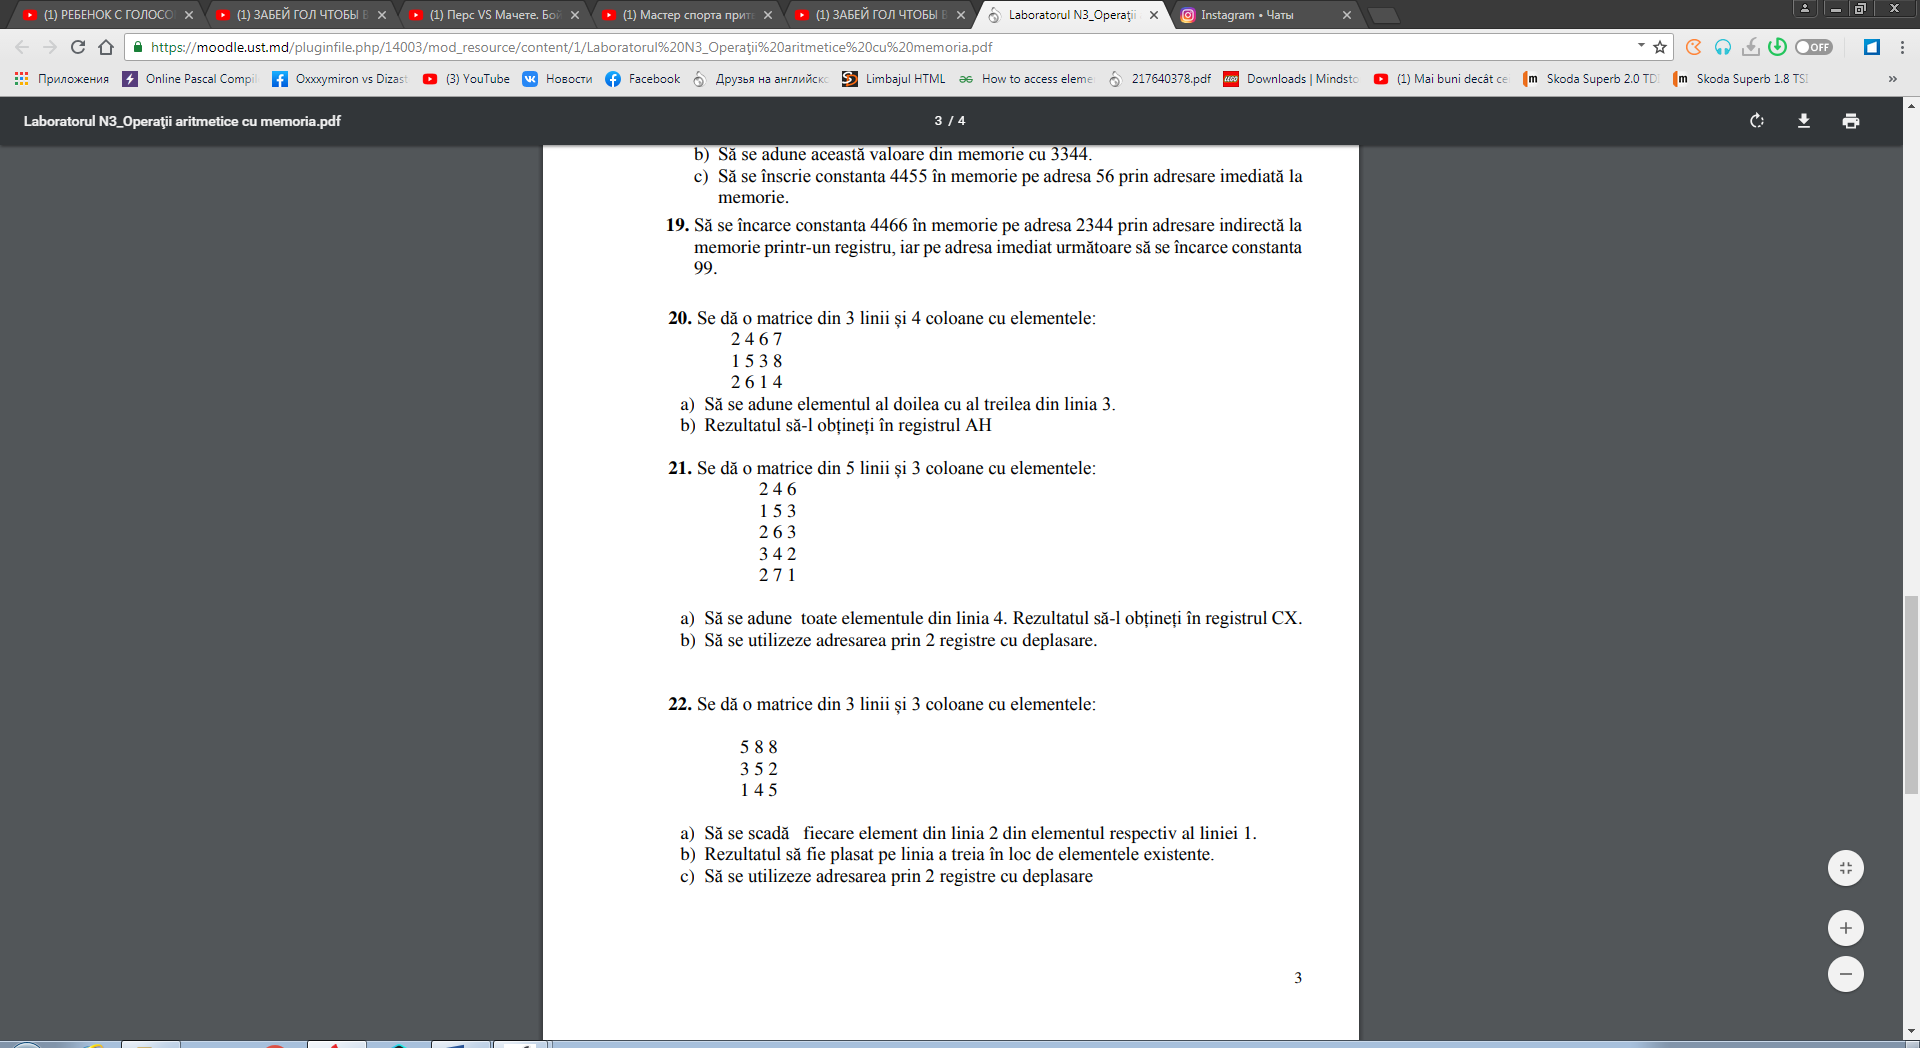 (1) РЕБЕНОК С ГОЛОСО
(1) ЗАБЕЙ ГОЛ ЧТОБЫ В
(1) Перс VS Мачете. Бой
(1) Мастер спорта прит
(1) ЗАБЕЙ ГОЛ ЧТОБЫ В
Laboratorul N3_Operaţii
Instagram • Чаты
https://moodle.ust.md/pluginfile.php/14003/mod_resource/content/1/Laboratorul%20N3_Operaţii%20aritmetice%20cu%20memoria.pdf
OFF
Приложения
Online Pascal Compil
Oxxxymiron vs Dizast
(3) YouTube
Новости
Facebook
Друзья на английск
Limbajul HTML
How to access eleme
217640378.pdf
Downloads | Mindsto
(1) Mai buni decât ce
Skoda Superb 2.0 TD
Skoda Superb 1.8 TSI
Laboratorul N3_Operaţii aritmetice cu memoria.pdf
3 / 4
b) Să se adune această valoare din memorie cu 3344.
c) Să se înscrie constanta 4455 în memorie pe adresa 56 prin adresare imediată la
memorie.
19. Să se încarce constanta 4466 în memorie pe adresa 2344 prin adresare indirectă la
memorie printr-un registru, iar pe adresa imediat următoare să se încarce constanta
99.
20. Se dă o matrice din 3 linii și 4 coloane cu elementele:
2 4 6 7
1 5 3 8
2 6 1 4
a) Să se adune elementul al doilea cu al treilea din linia 3.
b) Rezultatul să-l obțineți în registrul AH
21. Se dă o matrice din 5 linii și 3 coloane cu elementele:
2 4 6
1 5 3
2 6 3
3 4 2
2 7 1
a) Să se adune toate elementule din linia 4. Rezultatul să-l obțineți în registrul CX.
b) Să se utilizeze adresarea prin 2 registre cu deplasare.
22. Se dă o matrice din 3 linii și 3 coloane cu elementele:
5 8 8
3 5 2
1 4 5
a) Să se scadă fiecare element din linia 2 din elementul respectiv al liniei 1.
b) Rezultatul să fie plasat pe linia a treia în loc de elementele existente.
c) Să se utilizeze adresarea prin 2 registre cu deplasare
3